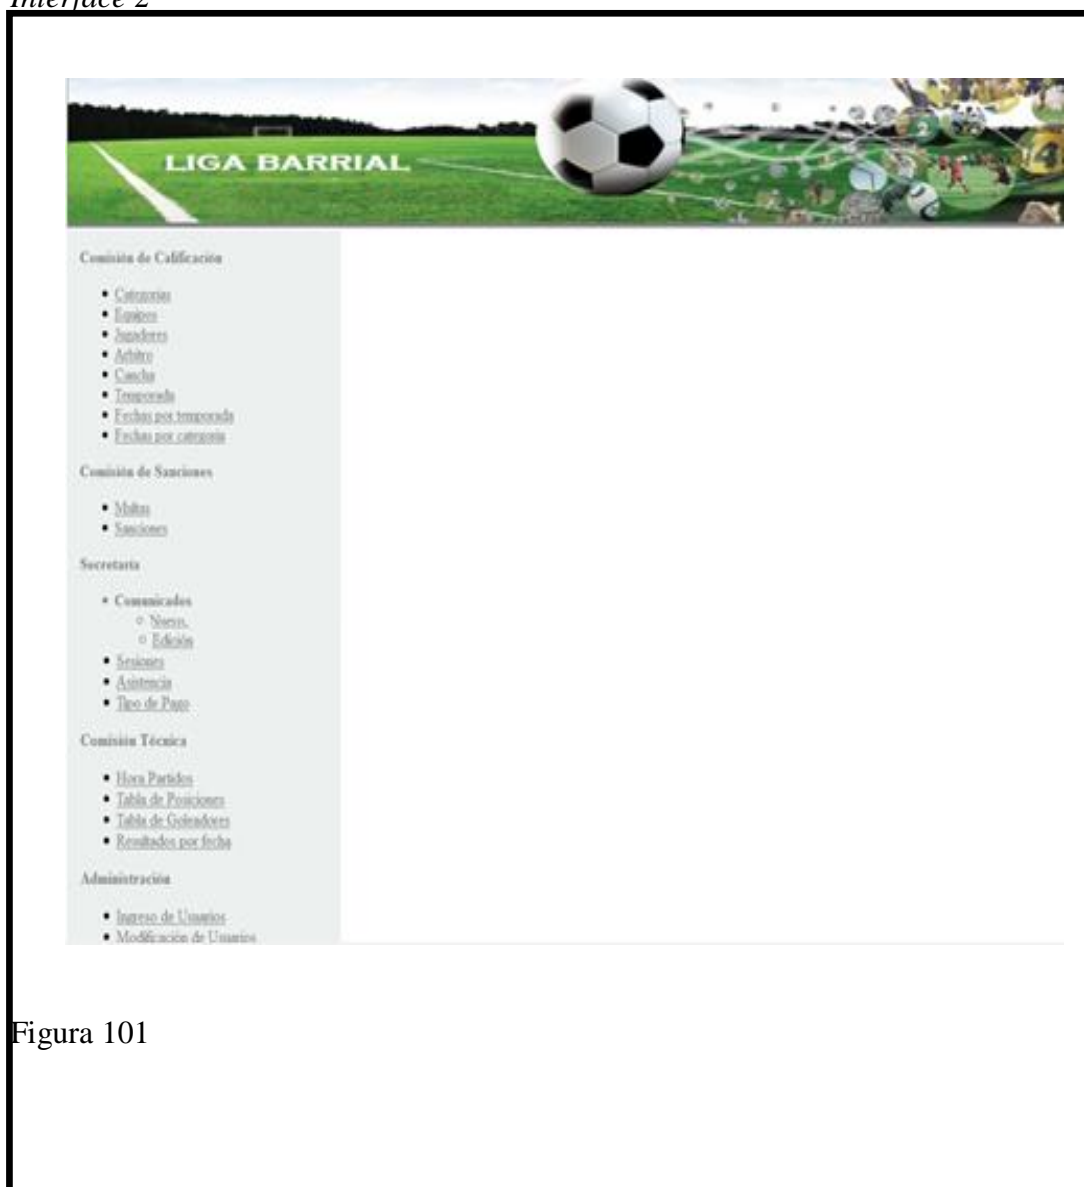 Interface 2
LIGA BARRIAL
Comisión de Calificación
Categorias
Equipos
Jugadores
Arbitro
Cancha
Temporada
Fechas por temporada
Fechas por categoria
Comisión de Sanciones
Multas
Sanciones
Secretaría
Comunicados
Nuevo.
Edición
Sesiones
Asistencia
Tipo de Pago
Comisión Técnica
Hora Partidos
Tabla de Posiciones
Tabla de Goleadores
Resultados por fecha
Administración
Ingreso de Usuarios
Modificación de Usuarios
Figura 101